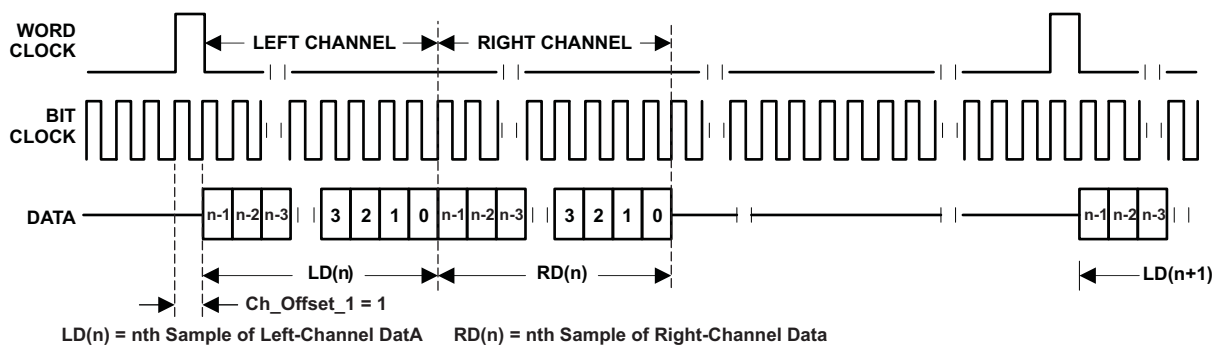 WORD CLOCK
LEFT CHANNEL RIGHT CHANNEL
BIT CLOCK
DATA
n-1 n-2 n-3 3 2 1 0 n-1 n-2 n-3 3 2 1 0 n-1 n-2 n-3
LD(n) RD(n) LD(n+1)
Ch_Offset_1 = 1
LD(n) = nth Sample of Left-Channel DatA RD(n) = nth Sample of Right-Channel Data